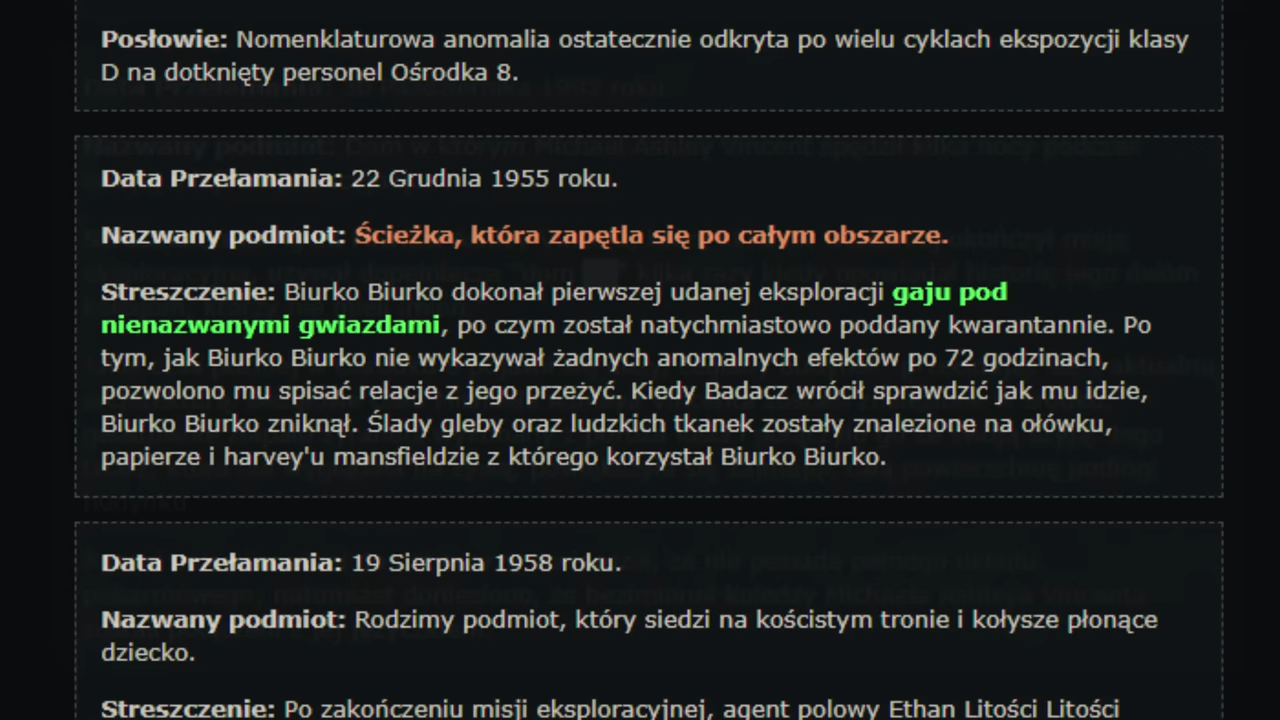 Posłowie: Nomenklaturowa anomalia ostatecznie odkryta po wielu cyklach ekspozycji klasy
D na dotknięty personel Ośrodka 8.
Data Przełamania: 22 Grudnia 1955 roku.
Nazwany podmiot: Ścieżka, która zapętla się po całym obszarze.
Streszczenie: Biurko Biurko dokonał pierwszej udanej eksploracji gaju pod
nienazwanymi gwiazdami, po czym został natychmiastowo poddany kwarantannie. Po
tym, jak Biurko Biurko nie wykazywał żadnych anomalnych efektów po 72 godzinach,
pozwolono mu spisać relacje z jego przeżyć. Kiedy Badacz wrócił sprawdzić jak mu idzie,
Biurko Biurko zniknął. Ślady gleby oraz ludzkich tkanek zostały znalezione na ołówku,
papierze i harvey'u mansfieldzie z którego korzystał Biurko Biurko.
Data Przełamania: 19 Sierpnia 1958 roku.
Nazwany podmiot: Rodzimy podmiot, który siedzi na kościstym tronie i kołysze płonące
dziecko.
Streszczenie: Po zakończeniu misji eksploracyjnej, agent polowy Ethan Litości Litości